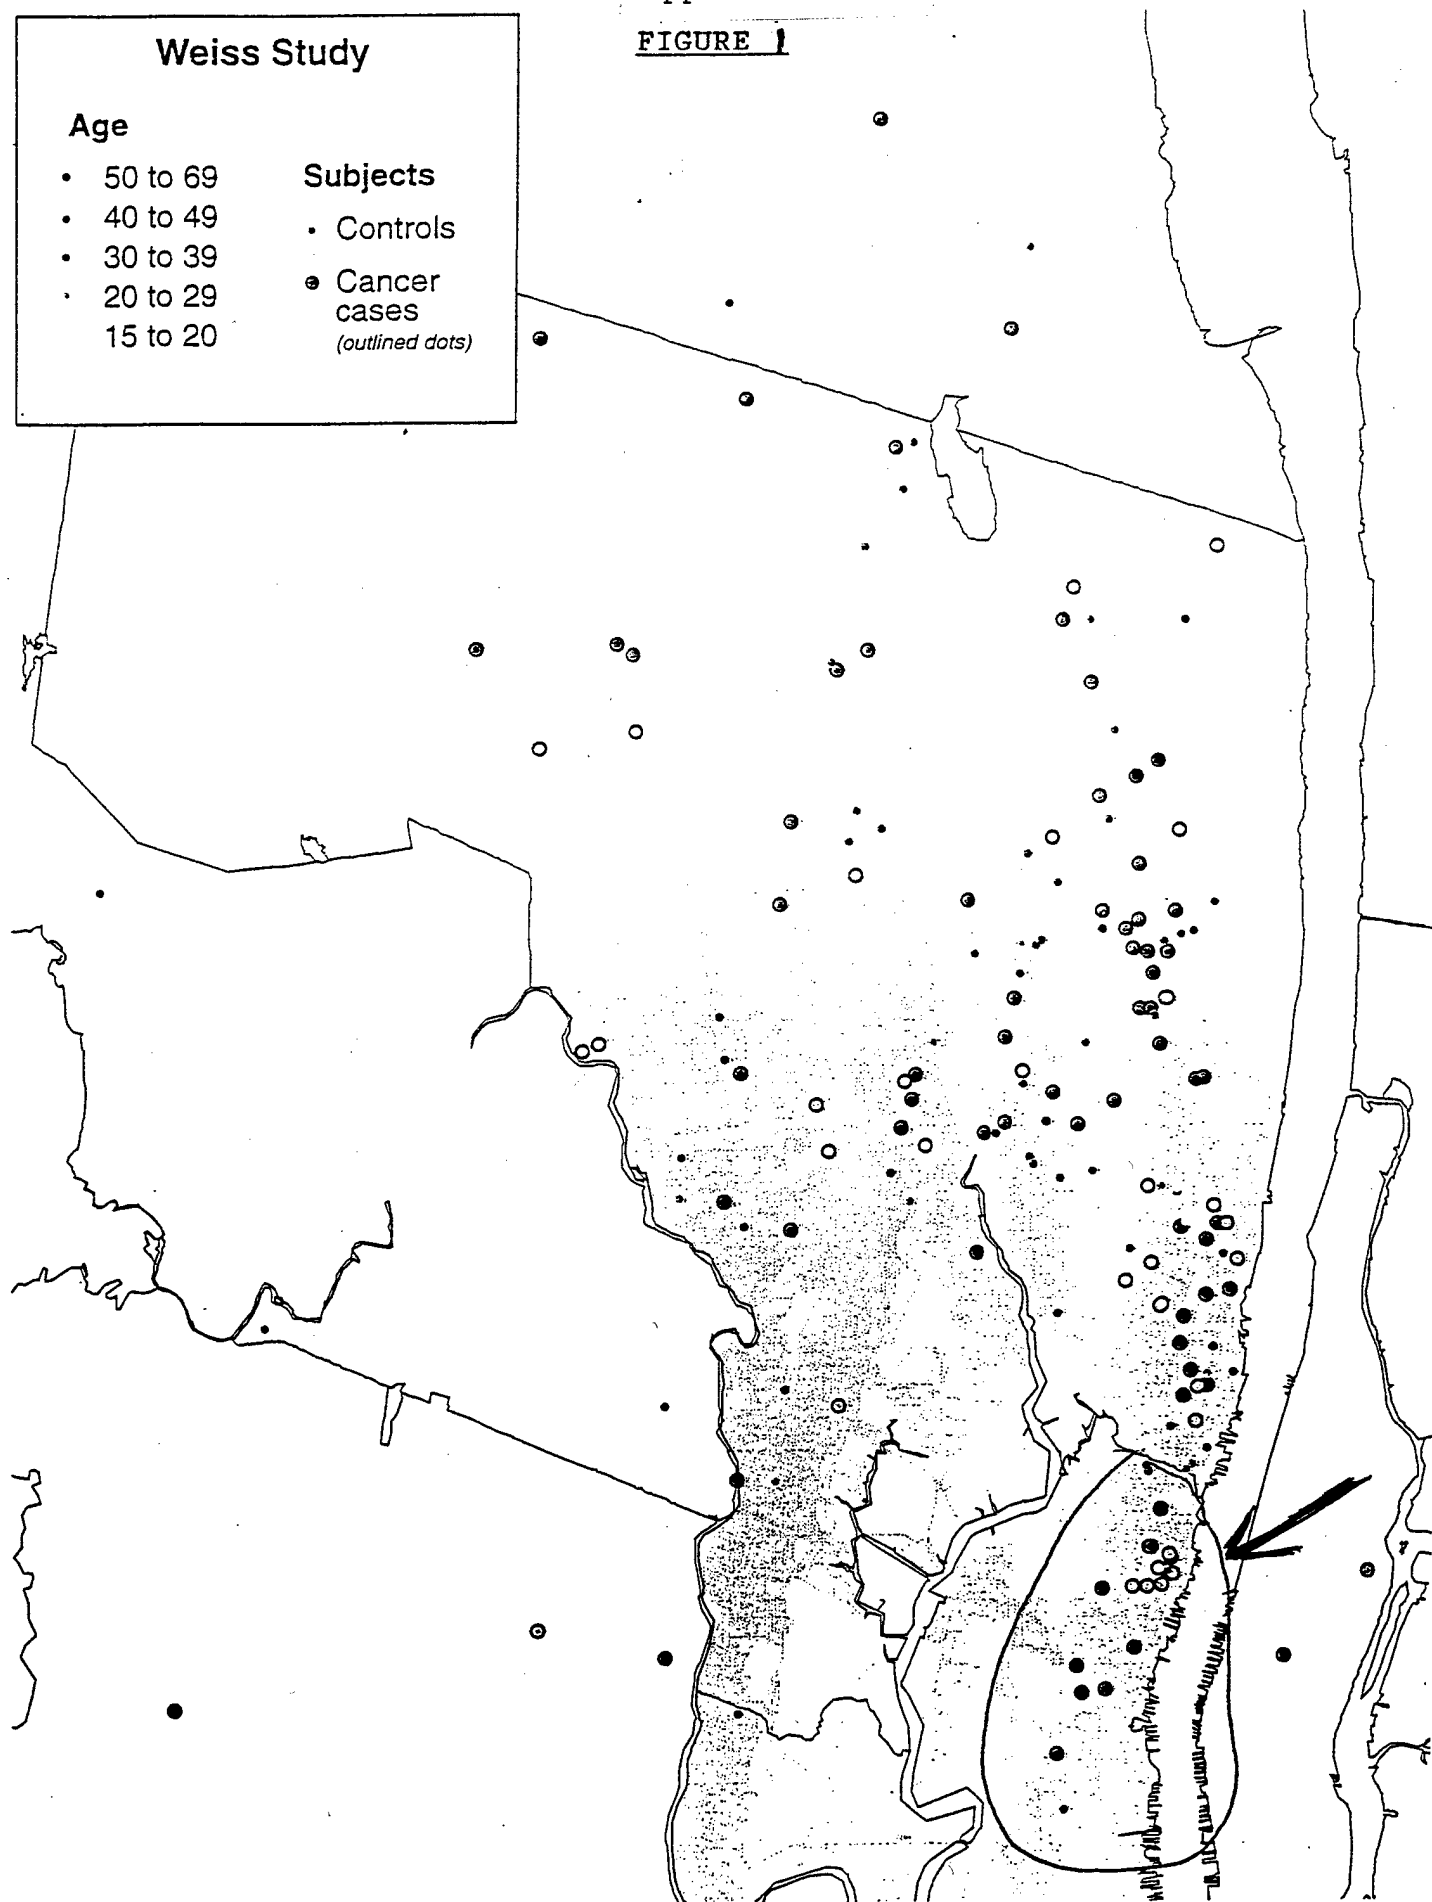 FIGURE 1
Weiss Study
Age
50 to 69
40 to 49
30 to 39
20 to 29
15 to 20
Subjects
Controls
Cancer
cases
(outlined dots)